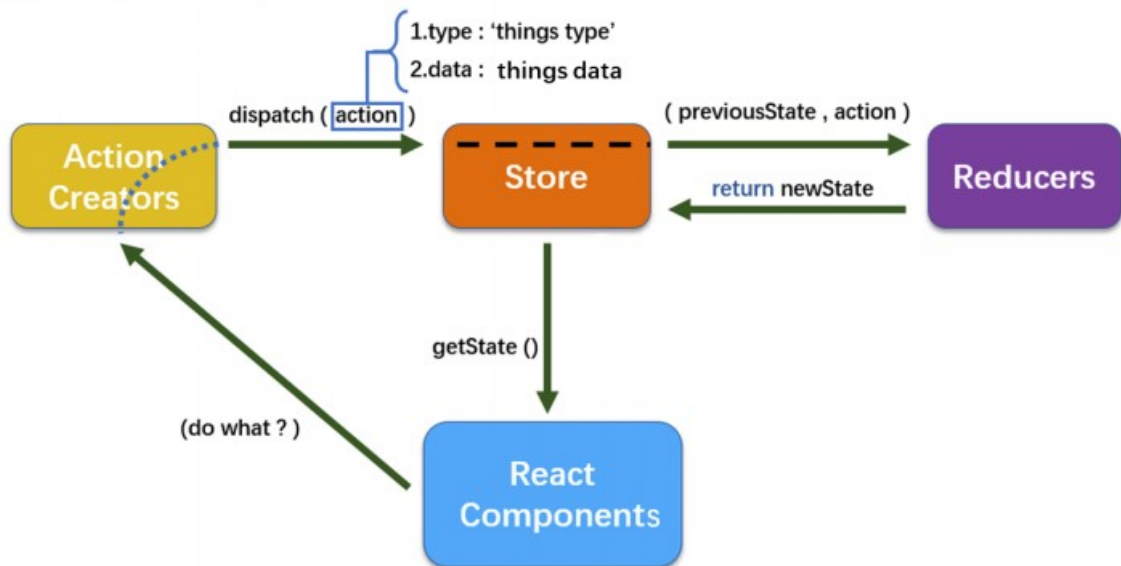 1.type : ‘things type’
2.data : things data
dispatch ( action )
( previousState , action )
Action
Creators
Store
Reducers
return newState
getState ()
(do what ? )
React
Components